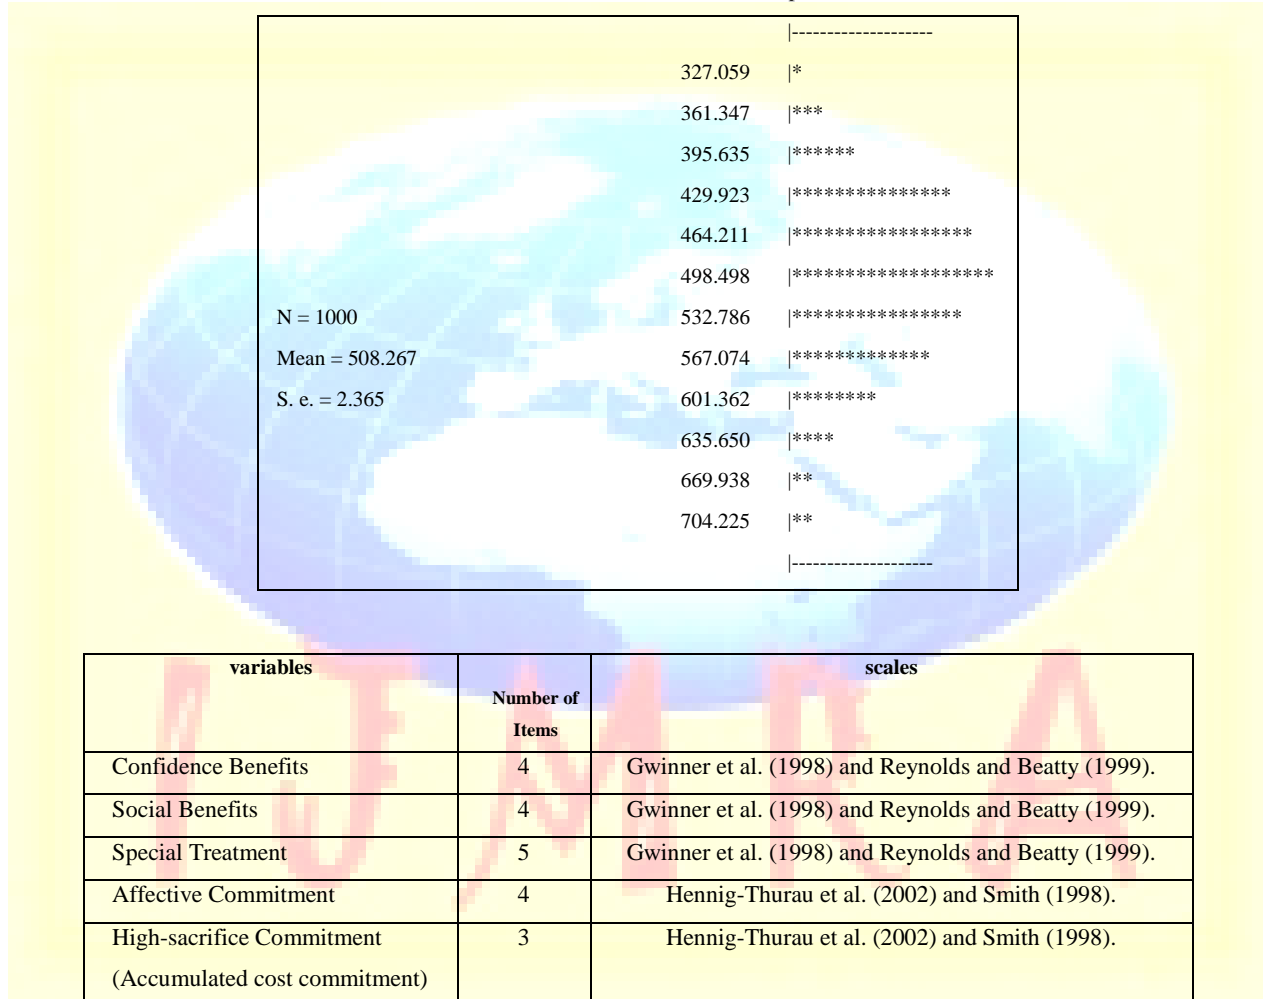 |--------------------
327.059 |*
361.347 |***
395.635 |******
429.923 |***************
464.211 |*****************
498.498 |*******************
N = 1000 532.786 |****************
Mean = 508.267 567.074 |*************
S. e. = 2.365 601.362 |********
635.650 |****
669.938 |**
704.225 |**
|--------------------
variables Number of Items scales
Confidence Benefits 4 Gwinner et al. (1998) and Reynolds and Beatty (1999).
Social Benefits 4 Gwinner et al. (1998) and Reynolds and Beatty (1999).
Special Treatment 5 Gwinner et al. (1998) and Reynolds and Beatty (1999).
Affective Commitment 4 Hennig-Thurau et al. (2002) and Smith (1998).
High-sacrifice Commitment 3 Hennig-Thurau et al. (2002) and Smith (1998).
(Accumulated cost commitment)
IJMRA